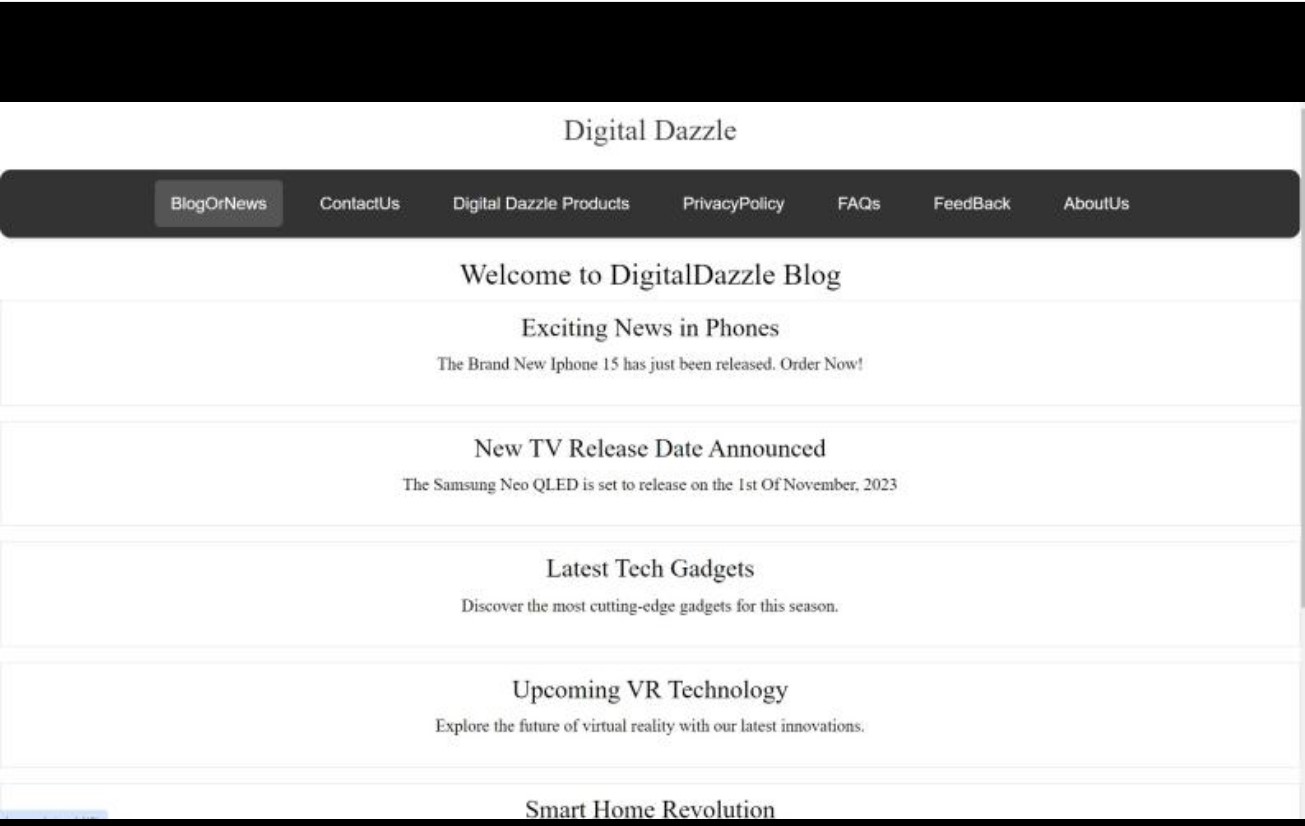 Digital Dazzle
BlogOrNews ContactUs Digital Dazzle Products PrivacyPolicy FAQs FeedBack AboutUs
Welcome to DigitalDazzle Blog
Exciting News in Phones
The Brand New Iphone 15 has just been released. Order Now!
New TV Release Date Announced
The Samsung Neo QLED is set to release on the 1st Of November, 2023
Latest Tech Gadgets
Discover the most cutting-edge gadgets for this season.
Upcoming VR Technology
Explore the future of virtual reality with our latest innovations.
Smart Home Revolution